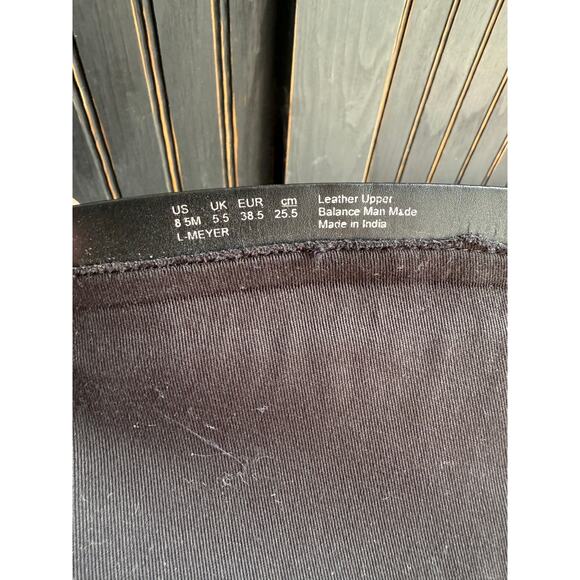 US UK EUR cm
8.5M 5.5 38.5 25.5
L-MEYER
Leather Upper
Balance Man Made
Made in India